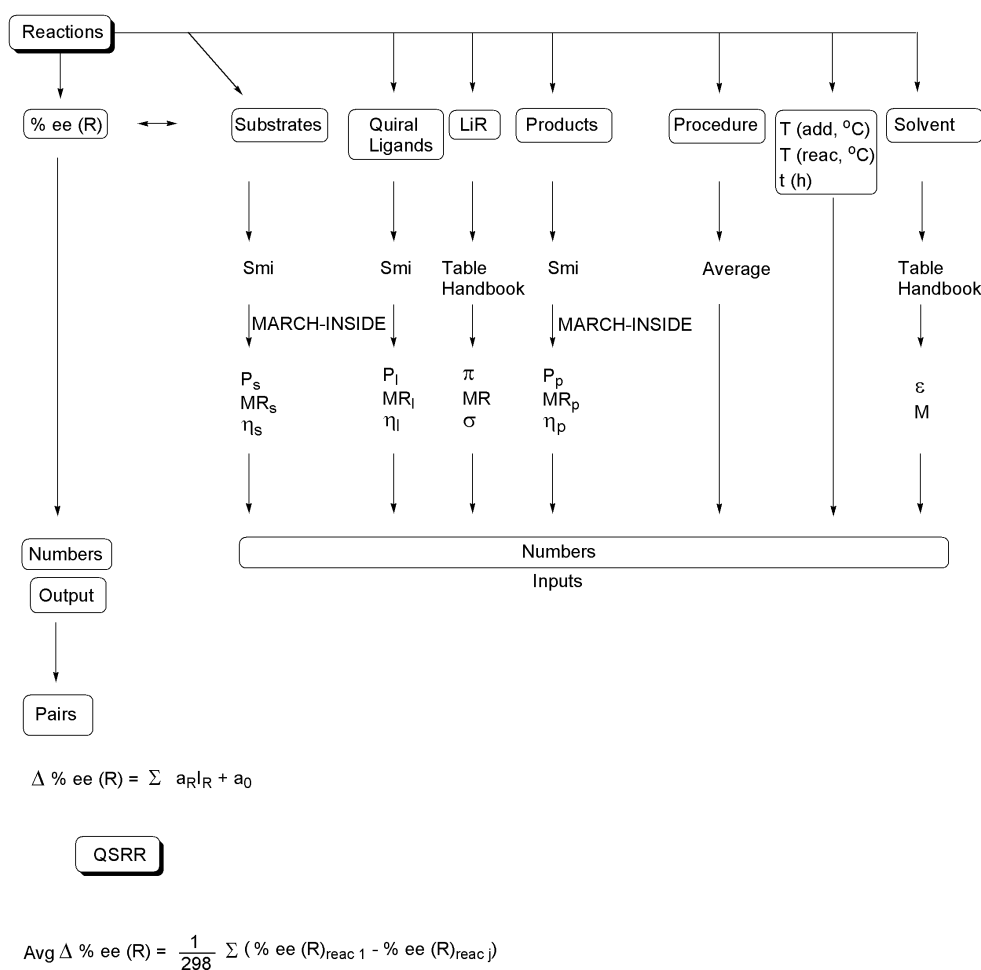 Reactions
% ee (R)
Substrates
Quiral
Ligands
LiR
Products
Procedure
T (add, °C)
T (reac, °C)
t (h)
Solvent
Smi
Smi
Table
Handbook
Smi
Average
Table
Handbook
MARCH-INSIDE
MARCH-INSIDE
Pₛ
MRₛ
ηₛ
Pₗ
MRₗ
ηₗ
π
MR
σ
Pₚ
MRₚ
ηₚ
ε
M
Numbers
Output
Numbers
Inputs
Pairs
Δ % ee (R) = Σ a_R I_R + a₀
QSRR
Avg Δ % ee (R) = 1/298 Σ ( % ee (R)reac 1 - % ee (R)reac j)